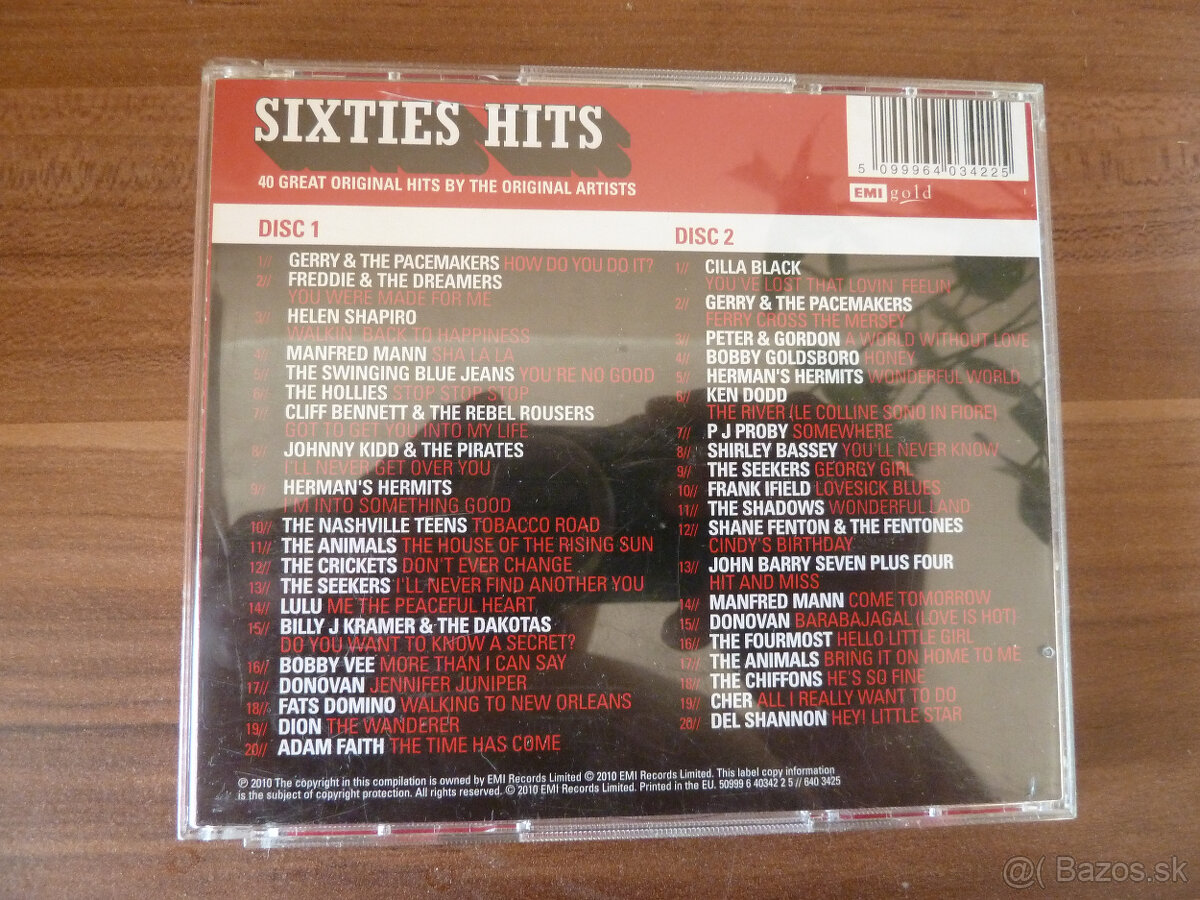 SIXTIES HITS
40 GREAT ORIGINAL HITS BY THE ORIGINAL ARTISTS
5 099964 034225
EMI gold
DISC 1
1// GERRY & THE PACEMAKERS HOW DO YOU DO IT?
2// FREDDIE & THE DREAMERS
YOU WERE MADE FOR ME
3// HELEN SHAPIRO
WALKIN' BACK TO HAPPINESS
4// MANFRED MANN SHA LA LA
5// THE SWINGING BLUE JEANS YOU'RE NO GOOD
6// THE HOLLIES STOP STOP STOP
7// CLIFF BENNETT & THE REBEL ROUSERS
GOT TO GET YOU INTO MY LIFE
8// JOHNNY KIDD & THE PIRATES
I'LL NEVER GET OVER YOU
9// HERMAN'S HERMITS
I'M INTO SOMETHING GOOD
10// THE NASHVILLE TEENS TOBACCO ROAD
11// THE ANIMALS THE HOUSE OF THE RISING SUN
12// THE CRICKETS DON'T EVER CHANGE
13// THE SEEKERS I'LL NEVER FIND ANOTHER YOU
14// LULU ME THE PEACEFUL HEART
15// BILLY J KRAMER & THE DAKOTAS
DO YOU WANT TO KNOW A SECRET?
16// BOBBY VEE MORE THAN I CAN SAY
17// DONOVAN JENNIFER JUNIPER
18// FATS DOMINO WALKING TO NEW ORLEANS
19// DION THE WANDERER
20// ADAM FAITH THE TIME HAS COME
DISC 2
1// CILLA BLACK
YOU'VE LOST THAT LOVIN' FEELIN'
2// GERRY & THE PACEMAKERS
FERRY CROSS THE MERSEY
3// PETER & GORDON A WORLD WITHOUT LOVE
4// BOBBY GOLDSBORO HONEY
5// HERMAN'S HERMITS WONDERFUL WORLD
6// KEN DODD
THE RIVER (LE COLLINE SONO IN FIORE)
7// P J PROBY SOMEWHERE
8// SHIRLEY BASSEY YOU'LL NEVER KNOW
9// THE SEEKERS GEORGY GIRL
10// FRANK IFIELD LOVESICK BLUES
11// THE SHADOWS WONDERFUL LAND
12// SHANE FENTON & THE FENTONES
CINDY'S BIRTHDAY
13// JOHN BARRY SEVEN PLUS FOUR
HIT AND MISS
14// MANFRED MANN COME TOMORROW
15// DONOVAN BARABAJAGAL (LOVE IS HOT)
16// THE FOURMOST HELLO LITTLE GIRL
17// THE ANIMALS BRING IT ON HOME TO ME
18// THE CHIFFONS HE'S SO FINE
19// CHER ALL I REALLY WANT TO DO
20// DEL SHANNON HEY! LITTLE STAR
℗ 2010 The copyright in this compilation is owned by EMI Records Limited © 2010 EMI Records Limited. This label copy information
is the subject of copyright protection. All rights reserved. © 2010 EMI Records Limited. Printed in the EU. 50999 6 40342 2 5 // 640 3425
@( Bazos.sk